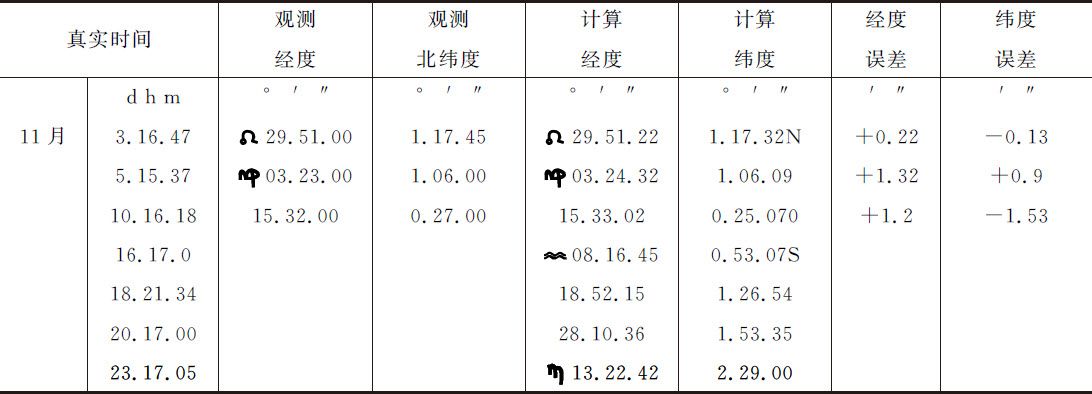 真实时间 观测经度 观测北纬度 计算经度 计算纬度 经度误差 纬度误差
d h m ° ′ ″ ° ′ ″ ° ′ ″ ° ′ ″ ′ ″ ′ ″
11月 3.16.47 ♌ 29.51.00 1.17.45 ♌ 29.51.22 1.17.32N +0.22 −0.13
5.15.37 ♍ 03.23.00 1.06.00 ♍ 03.24.32 1.06.09 +1.32 +0.9
10.16.18 15.32.00 0.27.00 15.33.02 0.25.070 +1.2 −1.53
16.17.0 ♒ 08.16.45 0.53.07S
18.21.34 18.52.15 1.26.54
20.17.00 28.10.36 1.53.35
23.17.05 ♏ 13.22.42 2.29.00